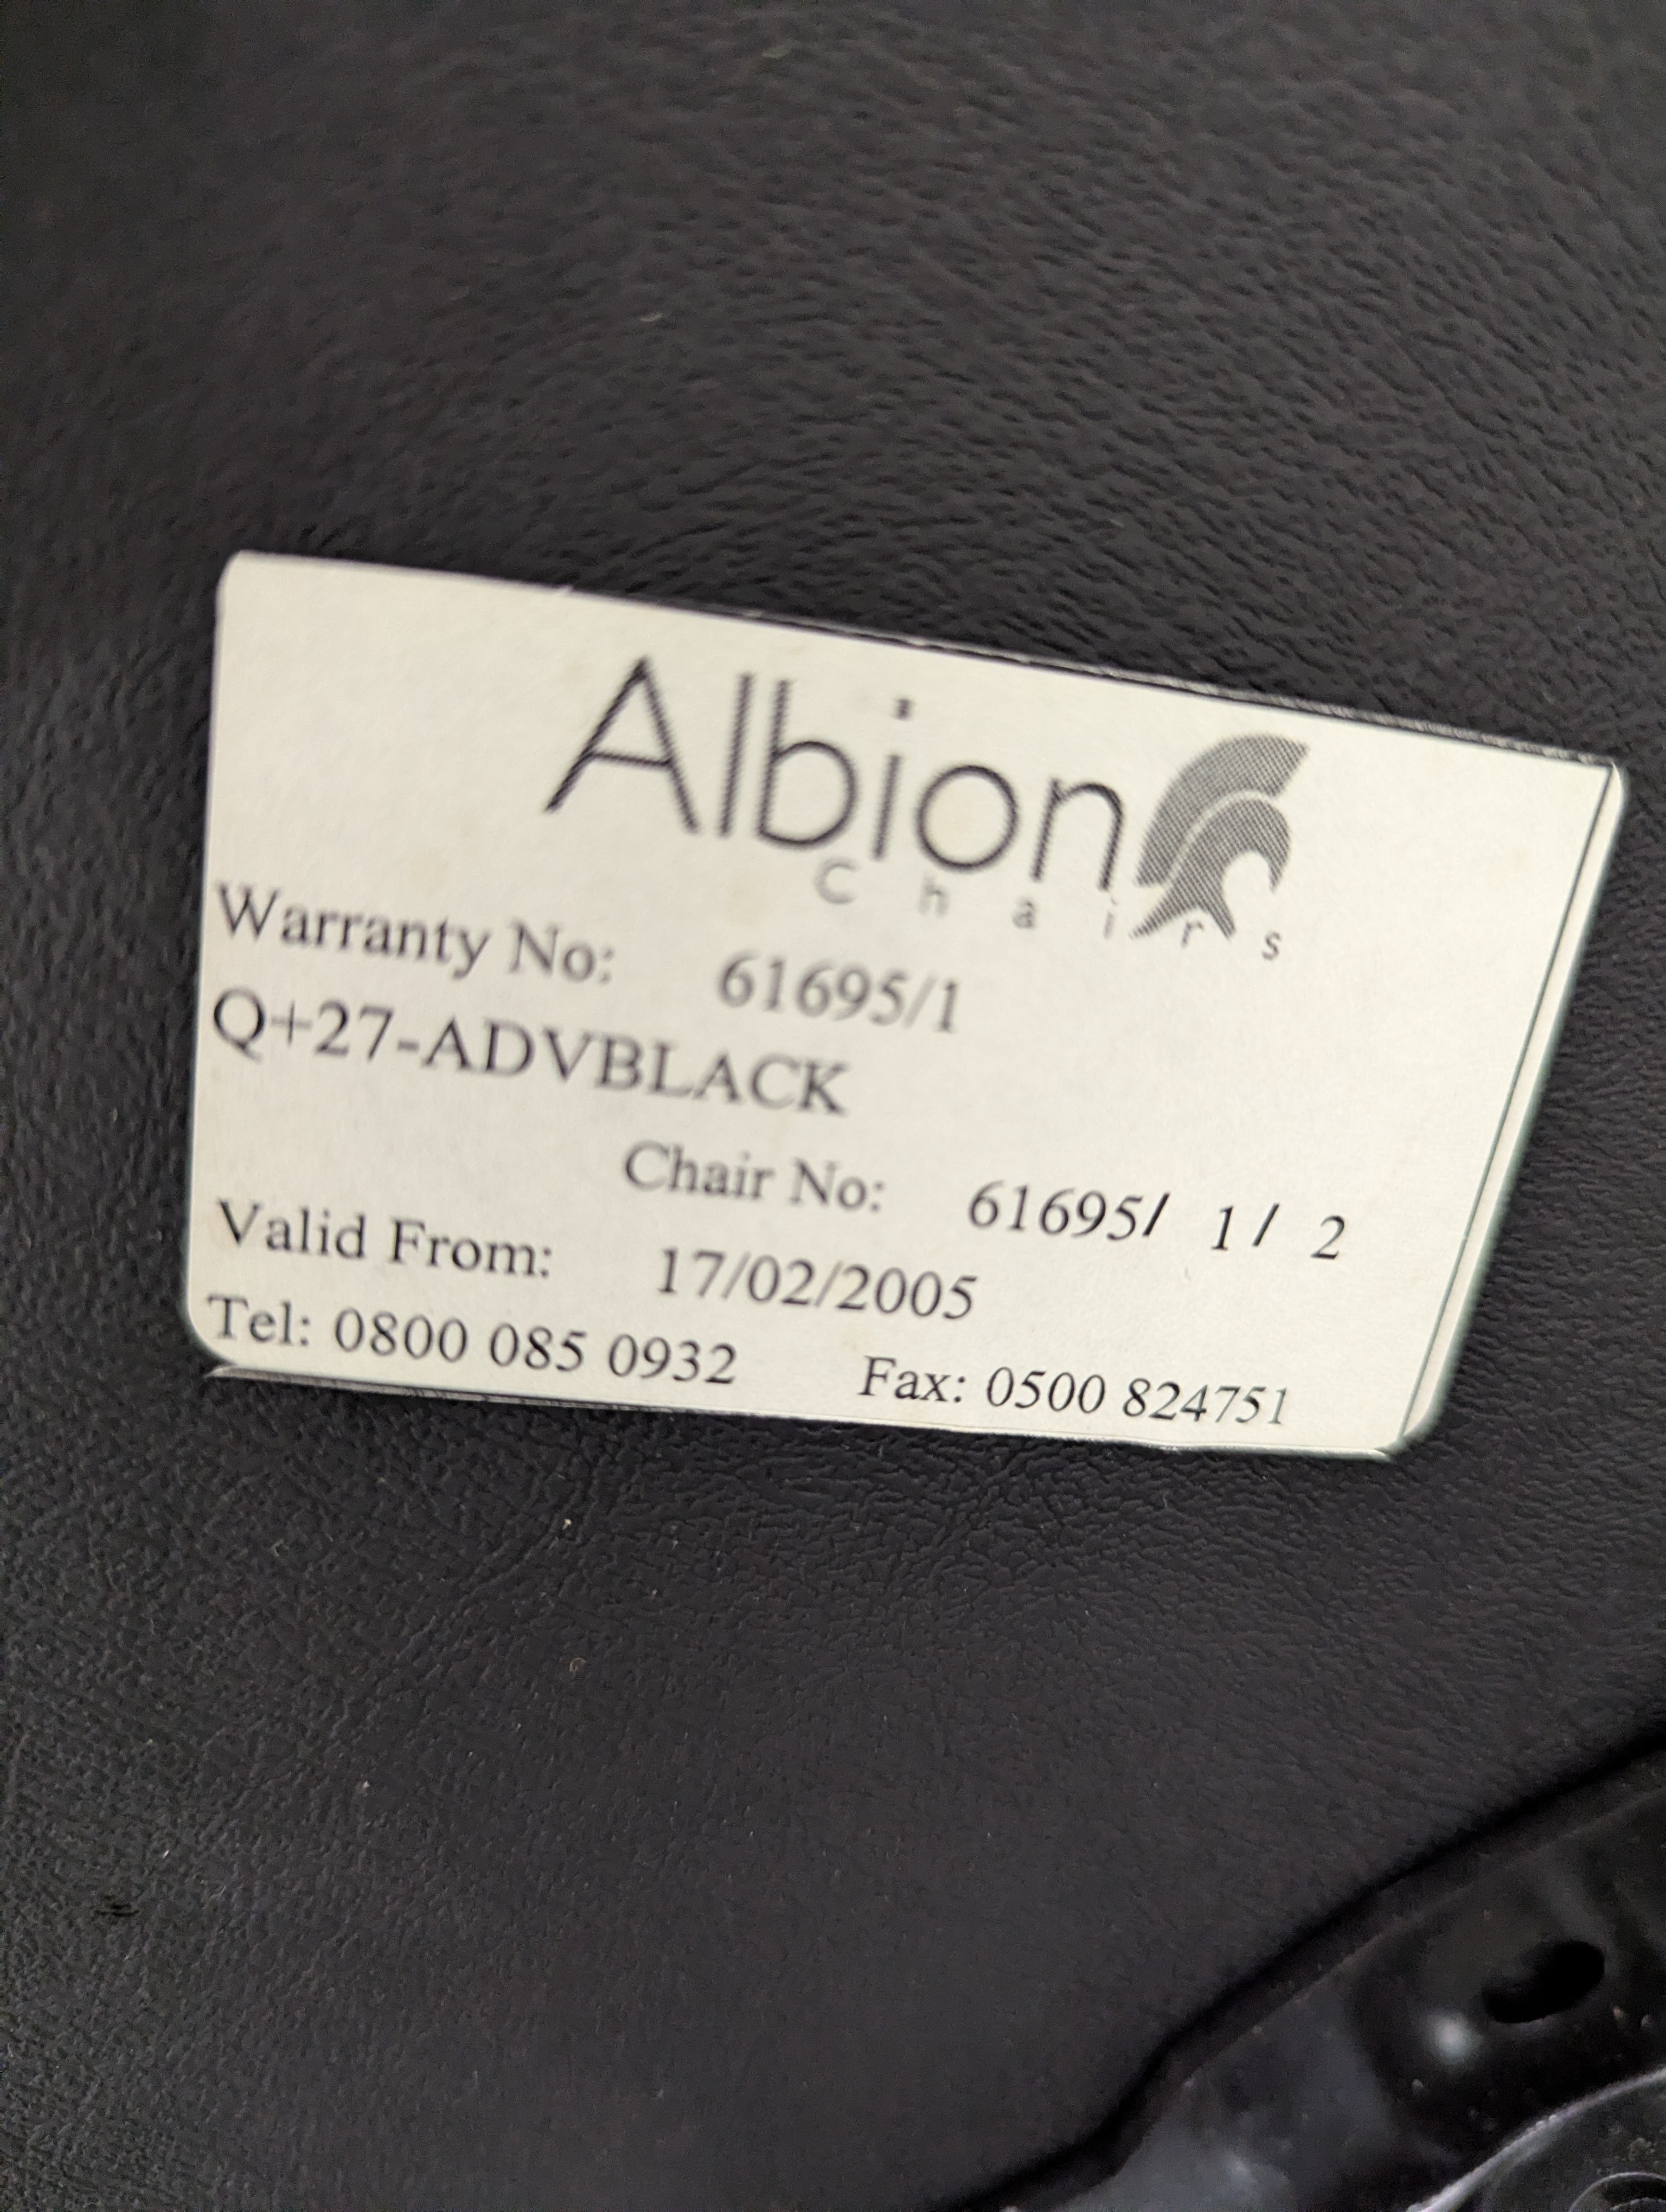 Albion
Chairs
Warranty No: 61695/1
Q+27-ADVBLACK
Chair No: 61695/ 1 / 2
Valid From: 17/02/2005
Tel: 0800 085 0932 Fax: 0500 824751